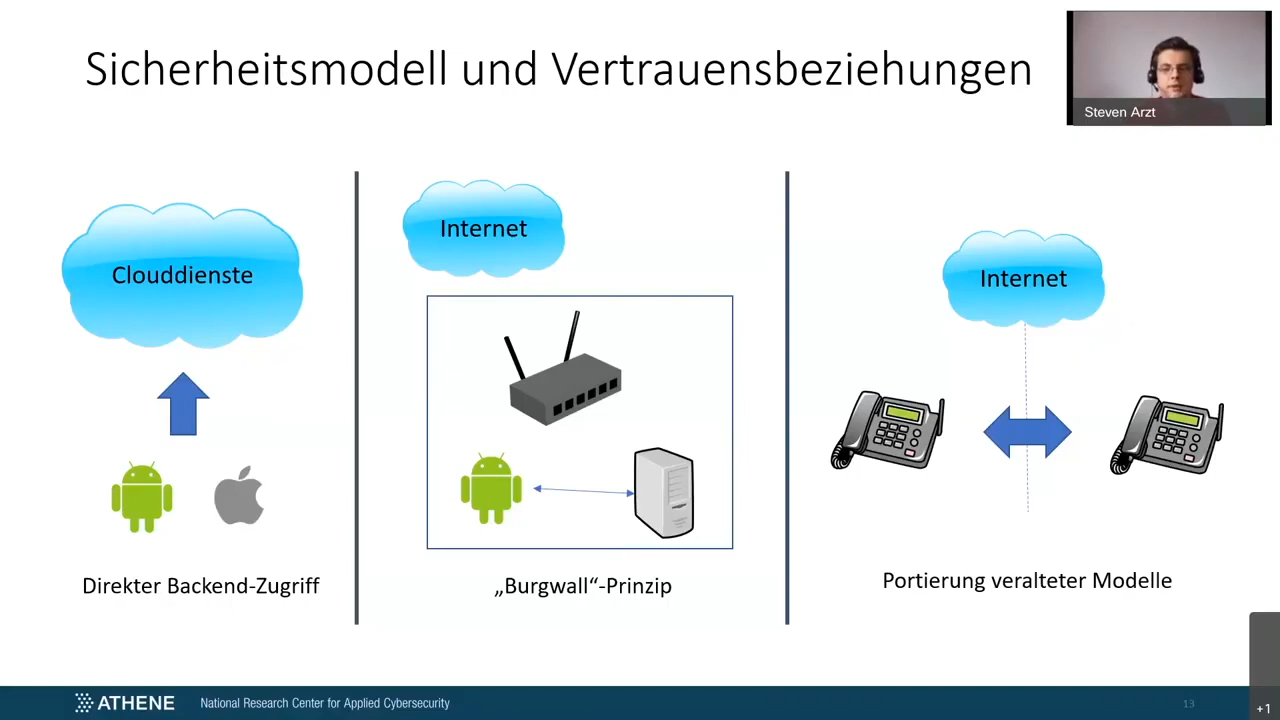 Sicherheitsmodell und Vertrauensbeziehungen
Steven Arzt
Clouddienste
Direkter Backend-Zugriff
Internet
„Burgwall“-Prinzip
Internet
Portierung veralteter Modelle
ATHENE
National Research Center for Applied Cybersecurity
13
+1